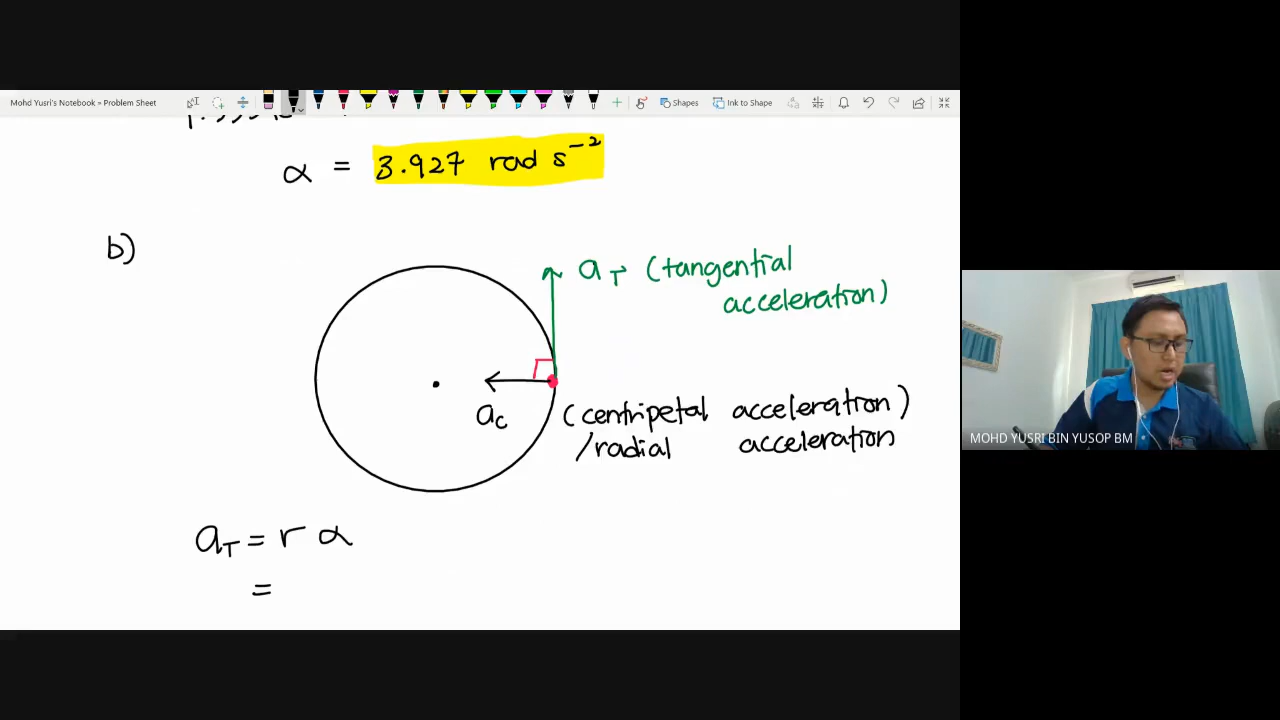 Mohd Yusri's Notebook » Problem Sheet
Shapes
Ink to Shape
α = 3.927 rad s⁻²
b)
a_T (tangential
acceleration)
a_c (centripetal acceleration)
/radial acceleration
a_T = r α
=
MOHD YUSRI BIN YUSOP BM